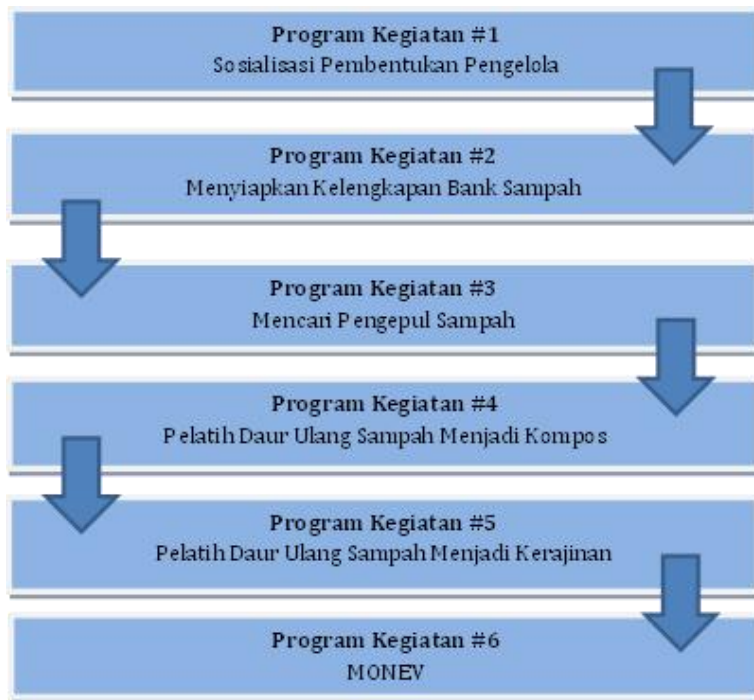 Program Kegiatan #1
Sosialisasi Pembentukan Pengelola
Program Kegiatan #2
Menyiapkan Kelengkapan Bank Sampah
Program Kegiatan #3
Mencari Pengepul Sampah
Program Kegiatan #4
Pelatih Daur Ulang Sampah Menjadi Kompos
Program Kegiatan #5
Pelatih Daur Ulang Sampah Menjadi Kerajinan
Program Kegiatan #6
MONEV